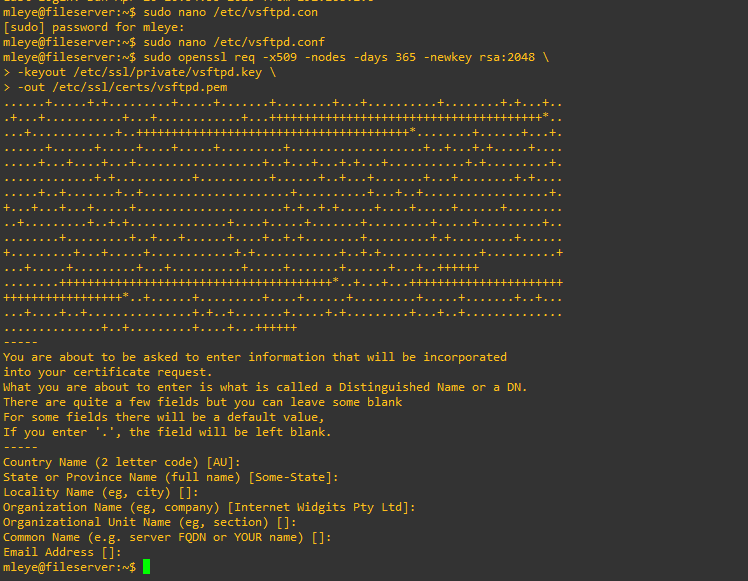 mleye@fileserver:~$ sudo nano /etc/vsftpd.con
[sudo] password for mleye:
mleye@fileserver:~$ sudo nano /etc/vsftpd.conf
mleye@fileserver:~$ sudo openssl req -x509 -nodes -days 365 -newkey rsa:2048 \
> -keyout /etc/ssl/private/vsftpd.key \
> -out /etc/ssl/certs/vsftpd.pem
-----
You are about to be asked to enter information that will be incorporated
into your certificate request.
What you are about to enter is what is called a Distinguished Name or a DN.
There are quite a few fields but you can leave some blank
For some fields there will be a default value,
If you enter '.', the field will be left blank.
-----
Country Name (2 letter code) [AU]:
State or Province Name (full name) [Some-State]:
Locality Name (eg, city) []:
Organization Name (eg, company) [Internet Widgits Pty Ltd]:
Organizational Unit Name (eg, section) []:
Common Name (e.g. server FQDN or YOUR name) []:
Email Address []:
mleye@fileserver:~$